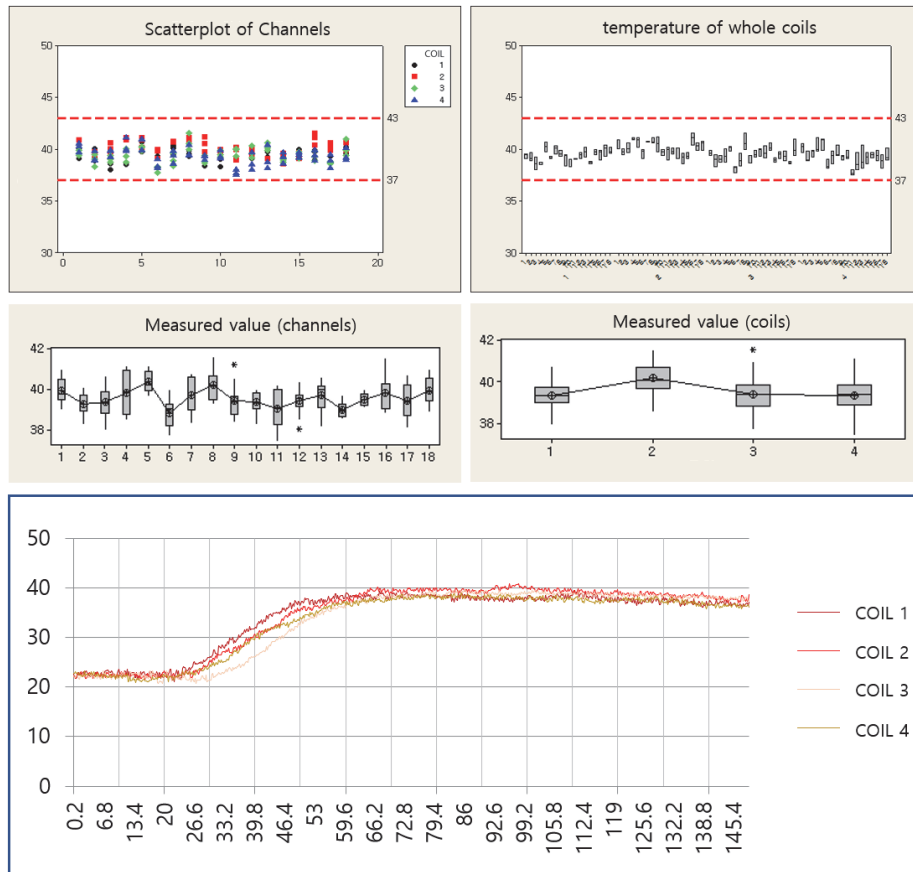 Scatterplot of Channels
50
45
40
35
30
0 5 10 15 20
43
37
COIL
1
2
3
4
temperature of whole coils
50
45
40
35
30
43
37
1 2 3 4
Measured value (channels)
42
40
38
1 2 3 4 5 6 7 8 9 10 11 12 13 14 15 16 17 18
Measured value (coils)
42
40
38
1 2 3 4
50
40
30
20
10
0
0.2 6.8 13.4 20 26.6 33.2 39.8 46.4 53 59.6 66.2 72.8 79.4 86 92.6 99.2 105.8 112.4 119 125.6 132.2 138.8 145.4
COIL 1
COIL 2
COIL 3
COIL 4